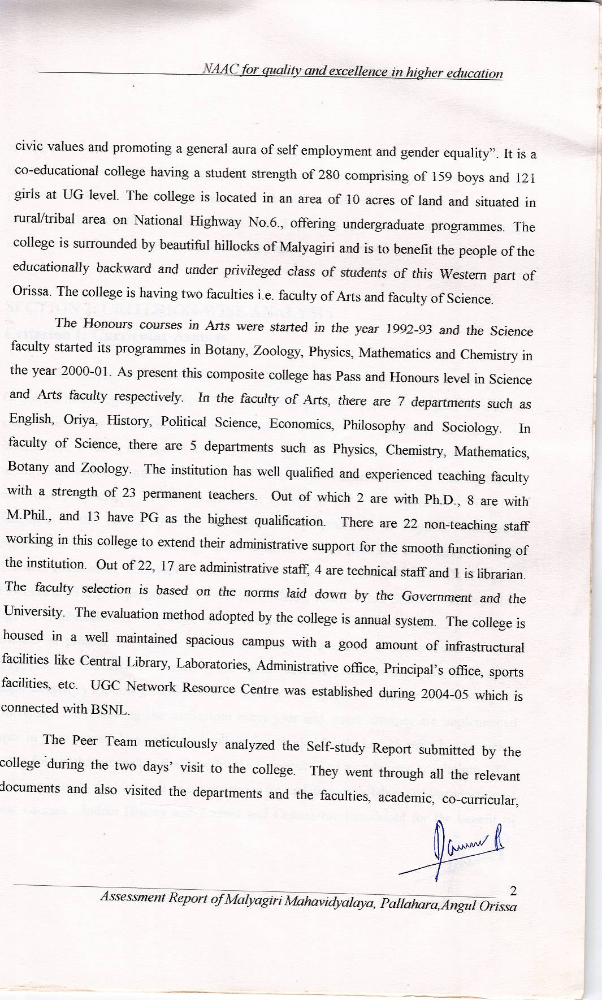 NAAC for quality and excellence in higher education
civic values and promoting a general aura of self employment and gender equality”. It is a
co-educational college having a student strength of 280 comprising of 159 boys and 121
girls at UG level. The college is located in an area of 10 acres of land and situated in
rural/tribal area on National Highway No.6., offering undergraduate programmes. The
college is surrounded by beautiful hillocks of Malyagiri and is to benefit the people of the
educationally backward and under privileged class of students of this Western part of
Orissa. The college is having two faculties i.e. faculty of Arts and faculty of Science.
The Honours courses in Arts were started in the year 1992-93 and the Science
faculty started its programmes in Botany, Zoology, Physics, Mathematics and Chemistry in
the year 2000-01. As present this composite college has Pass and Honours level in Science
and Arts faculty respectively. In the faculty of Arts, there are 7 departments such as
English, Oriya, History, Political Science, Economics, Philosophy and Sociology. In
faculty of Science, there are 5 departments such as Physics, Chemistry, Mathematics,
Botany and Zoology. The institution has well qualified and experienced teaching faculty
with a strength of 23 permanent teachers. Out of which 2 are with Ph.D., 8 are with
M.Phil., and 13 have PG as the highest qualification. There are 22 non-teaching staff
working in this college to extend their administrative support for the smooth functioning of
the institution. Out of 22, 17 are administrative staff, 4 are technical staff and 1 is librarian.
The faculty selection is based on the norms laid down by the Government and the
University. The evaluation method adopted by the college is annual system. The college is
housed in a well maintained spacious campus with a good amount of infrastructural
facilities like Central Library, Laboratories, Administrative office, Principal’s office, sports
facilities, etc. UGC Network Resource Centre was established during 2004-05 which is
connected with BSNL.
The Peer Team meticulously analyzed the Self-study Report submitted by the
college during the two days’ visit to the college. They went through all the relevant
documents and also visited the departments and the faculties, academic, co-curricular,
2
Assessment Report of Malyagiri Mahavidyalaya, Pallahara,Angul Orissa